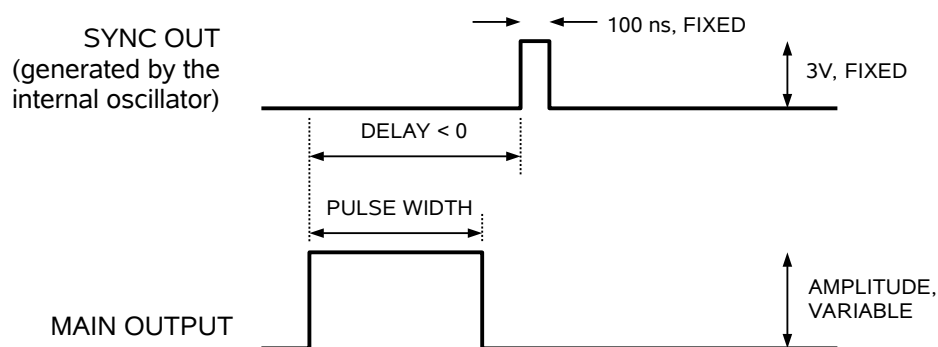 SYNC OUT
(generated by the
internal oscillator)
100 ns, FIXED
3V, FIXED
DELAY < 0
PULSE WIDTH
MAIN OUTPUT
AMPLITUDE,
VARIABLE